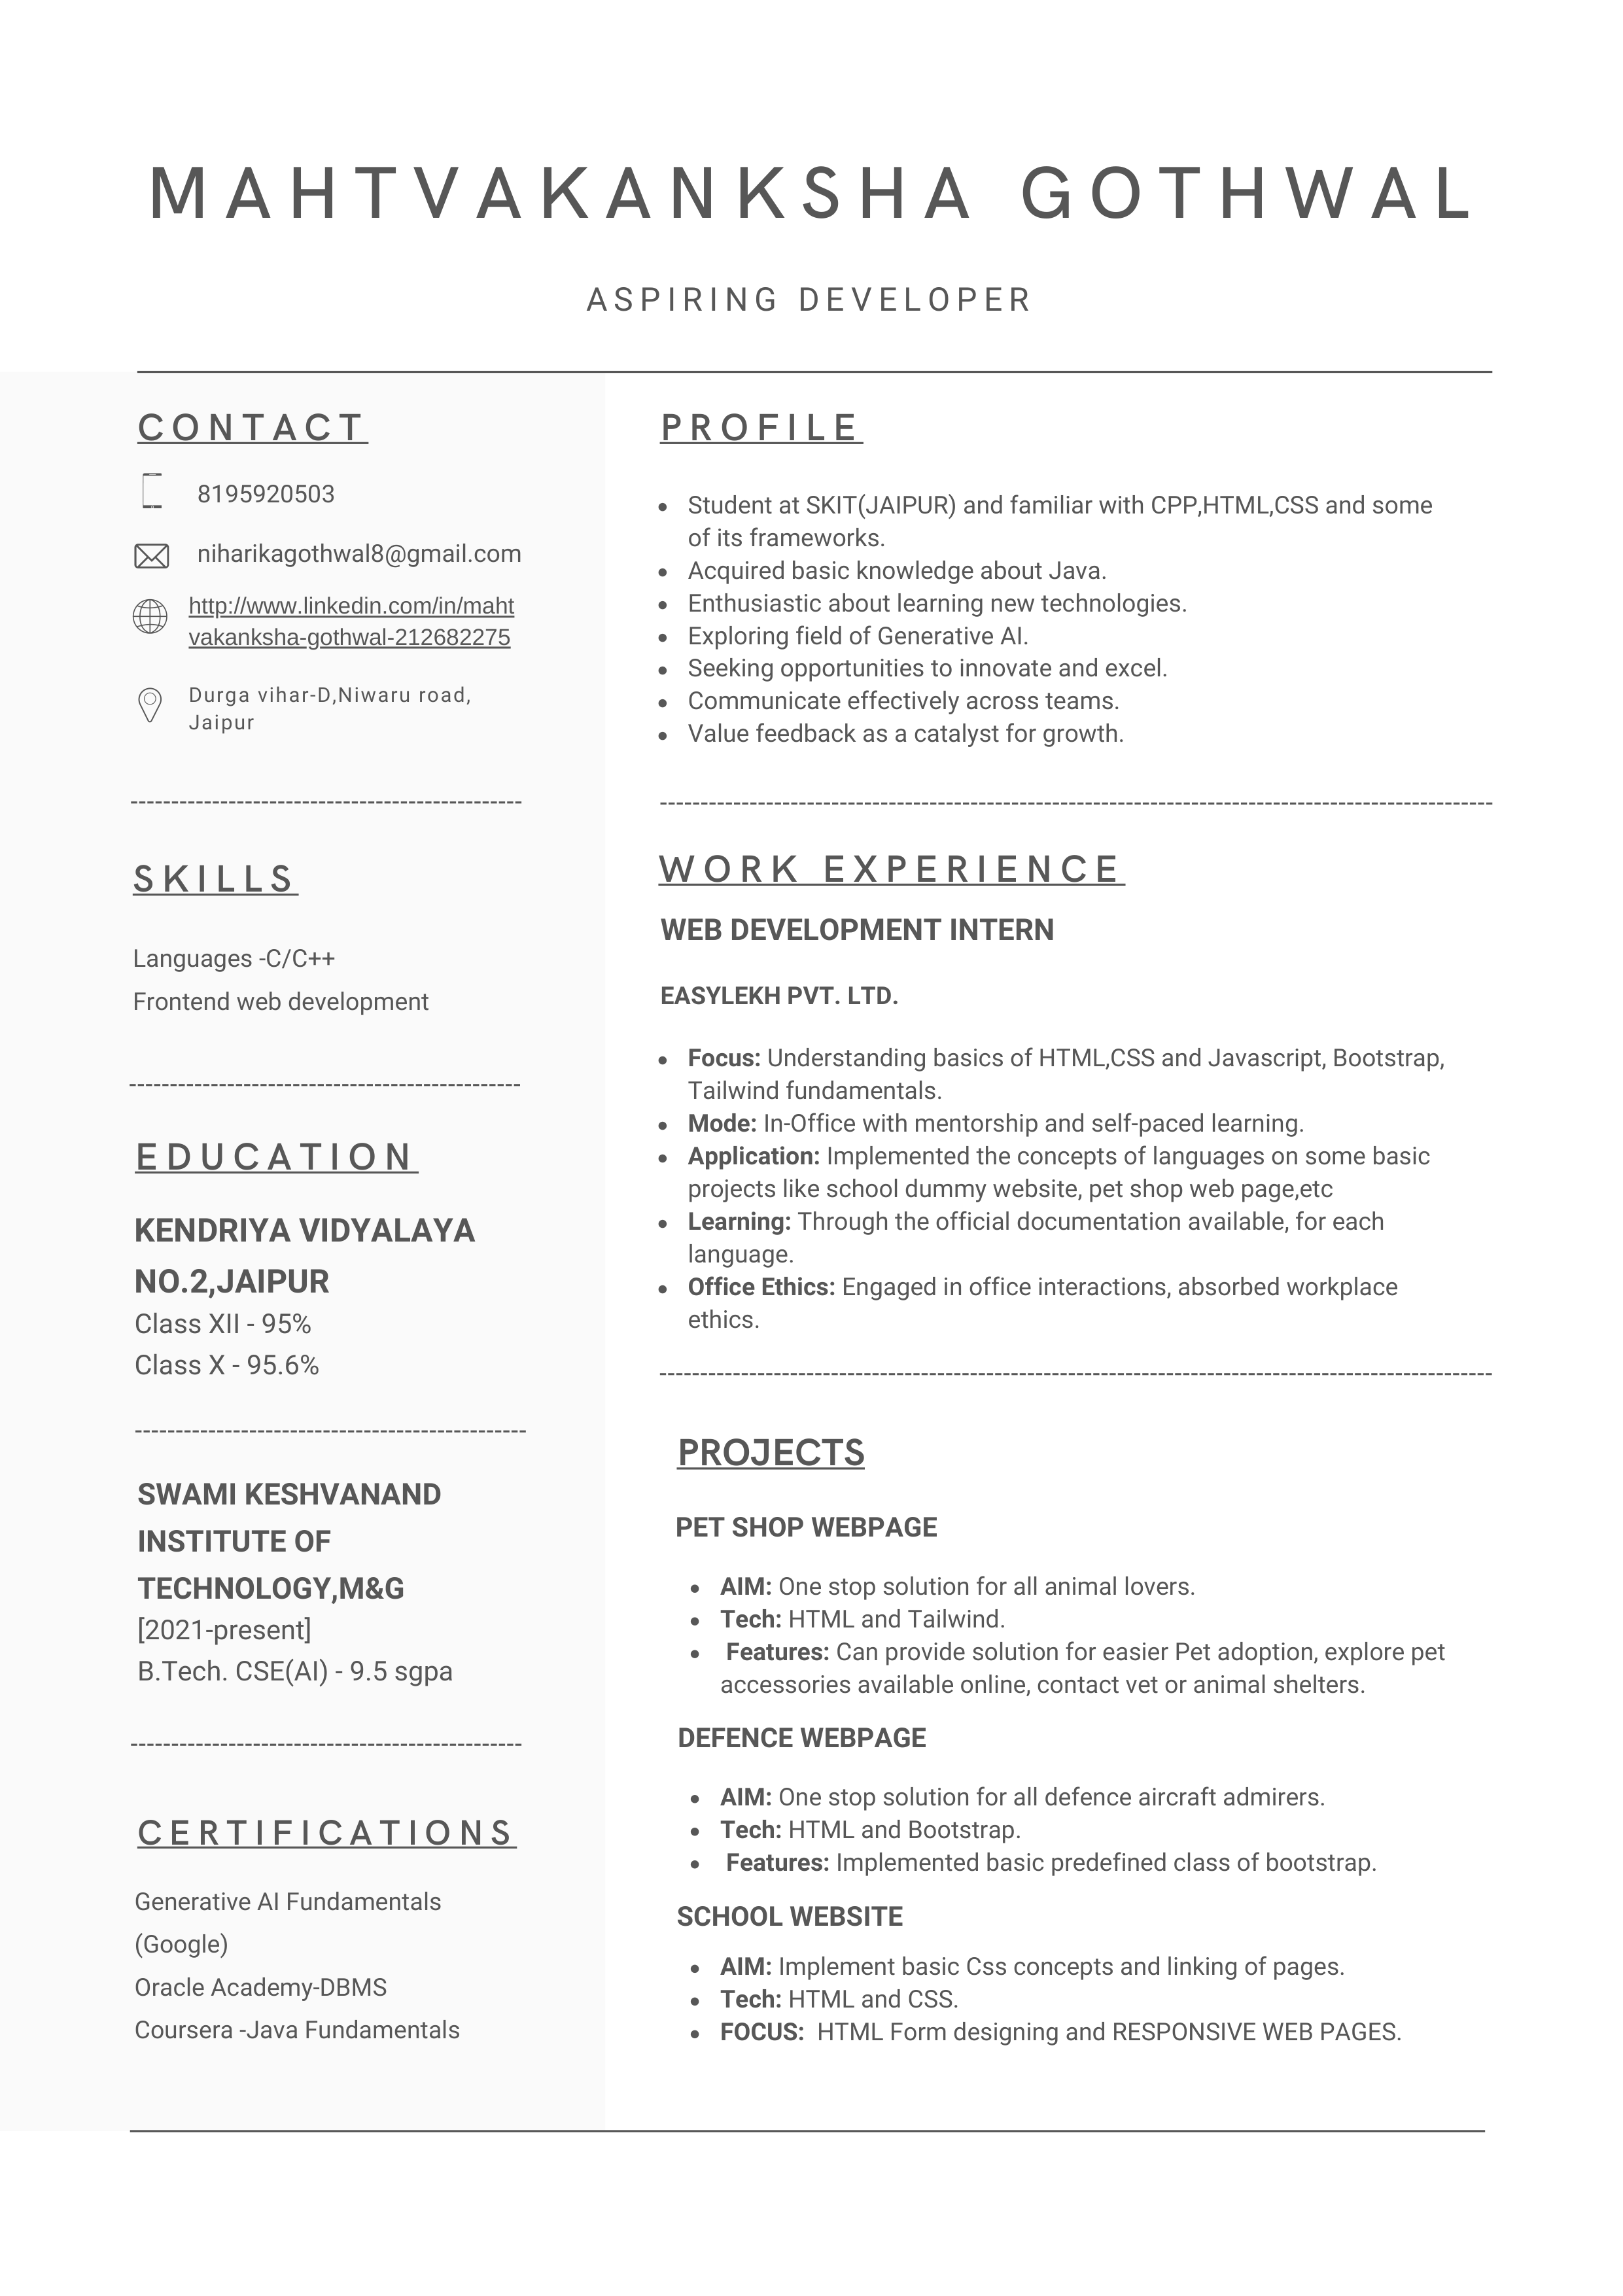 MAHTVAKANKSHA GOTHWAL
ASPIRING DEVELOPER
CONTACT
8195920503
niharikagothwal8@gmail.com
http://www.linkedin.com/in/maht
vakanksha-gothwal-212682275
Durga vihar-D,Niwaru road,
Jaipur
-----------------------------------------------
SKILLS
Languages -C/C++
Frontend web development
-----------------------------------------------
EDUCATION
KENDRIYA VIDYALAYA
NO.2,JAIPUR
Class XII - 95%
Class X - 95.6%
-----------------------------------------------
SWAMI KESHVANAND
INSTITUTE OF
TECHNOLOGY,M&G
[2021-present]
B.Tech. CSE(AI) - 9.5 sgpa
-----------------------------------------------
CERTIFICATIONS
Generative AI Fundamentals
(Google)
Oracle Academy-DBMS
Coursera -Java Fundamentals
PROFILE
• Student at SKIT(JAIPUR) and familiar with CPP,HTML,CSS and some
of its frameworks.
• Acquired basic knowledge about Java.
• Enthusiastic about learning new technologies.
• Exploring field of Generative AI.
• Seeking opportunities to innovate and excel.
• Communicate effectively across teams.
• Value feedback as a catalyst for growth.
----------------------------------------------------------------------------------------------------
WORK EXPERIENCE
WEB DEVELOPMENT INTERN
EASYLEKH PVT. LTD.
• Focus: Understanding basics of HTML,CSS and Javascript, Bootstrap,
Tailwind fundamentals.
• Mode: In-Office with mentorship and self-paced learning.
• Application: Implemented the concepts of languages on some basic
projects like school dummy website, pet shop web page,etc
• Learning: Through the official documentation available, for each
language.
• Office Ethics: Engaged in office interactions, absorbed workplace
ethics.
----------------------------------------------------------------------------------------------------
PROJECTS
PET SHOP WEBPAGE
• AIM: One stop solution for all animal lovers.
• Tech: HTML and Tailwind.
• Features: Can provide solution for easier Pet adoption, explore pet
accessories available online, contact vet or animal shelters.
DEFENCE WEBPAGE
• AIM: One stop solution for all defence aircraft admirers.
• Tech: HTML and Bootstrap.
• Features: Implemented basic predefined class of bootstrap.
SCHOOL WEBSITE
• AIM: Implement basic Css concepts and linking of pages.
• Tech: HTML and CSS.
• FOCUS: HTML Form designing and RESPONSIVE WEB PAGES.